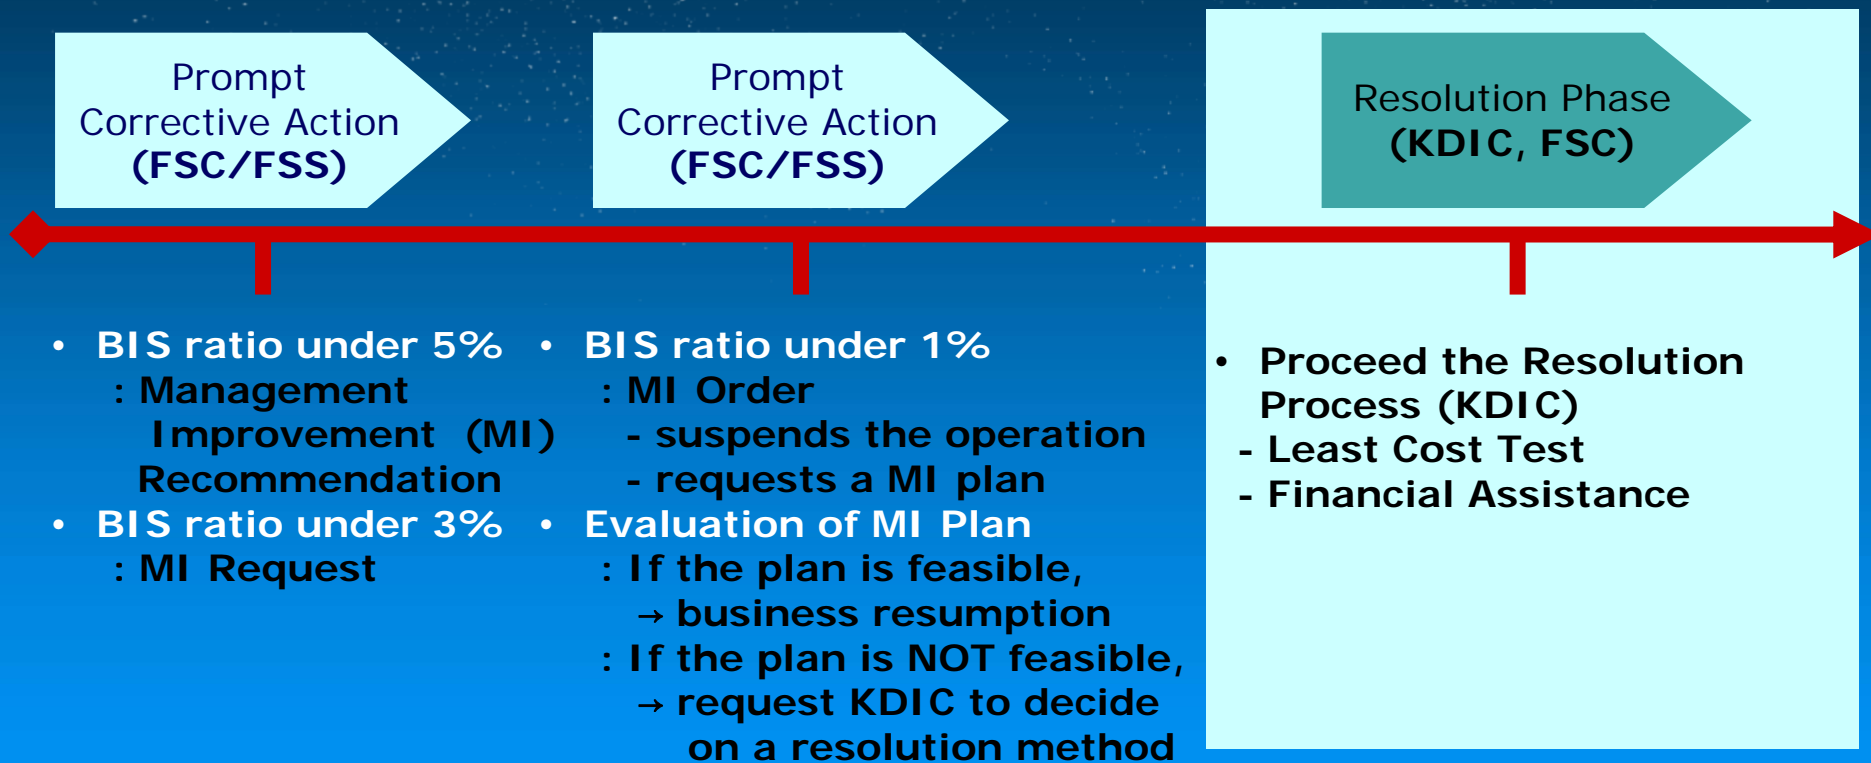 Prompt
Corrective Action
(FSC/FSS)
Prompt
Corrective Action
(FSC/FSS)
Resolution Phase
(KDIC, FSC)
• BIS ratio under 5%
: Management
Improvement (MI)
Recommendation
• BIS ratio under 3%
: MI Request
• BIS ratio under 1%
: MI Order
- suspends the operation
- requests a MI plan
• Evaluation of MI Plan
: If the plan is feasible,
→ business resumption
: If the plan is NOT feasible,
→ request KDIC to decide
on a resolution method
• Proceed the Resolution
Process (KDIC)
- Least Cost Test
- Financial Assistance